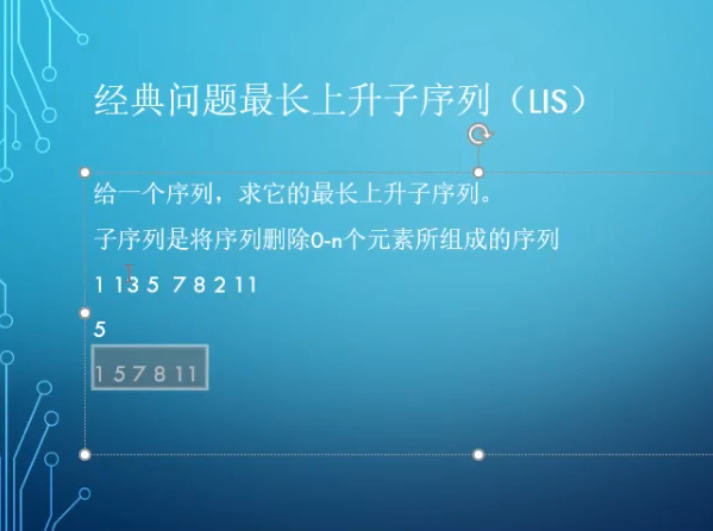 经典问题最长上升子序列（LIS）
给一个序列，求它的最长上升子序列。
子序列是将序列删除0-n个元素所组成的序列
1 13 5 7 8 2 11
5
1 5 7 8 11